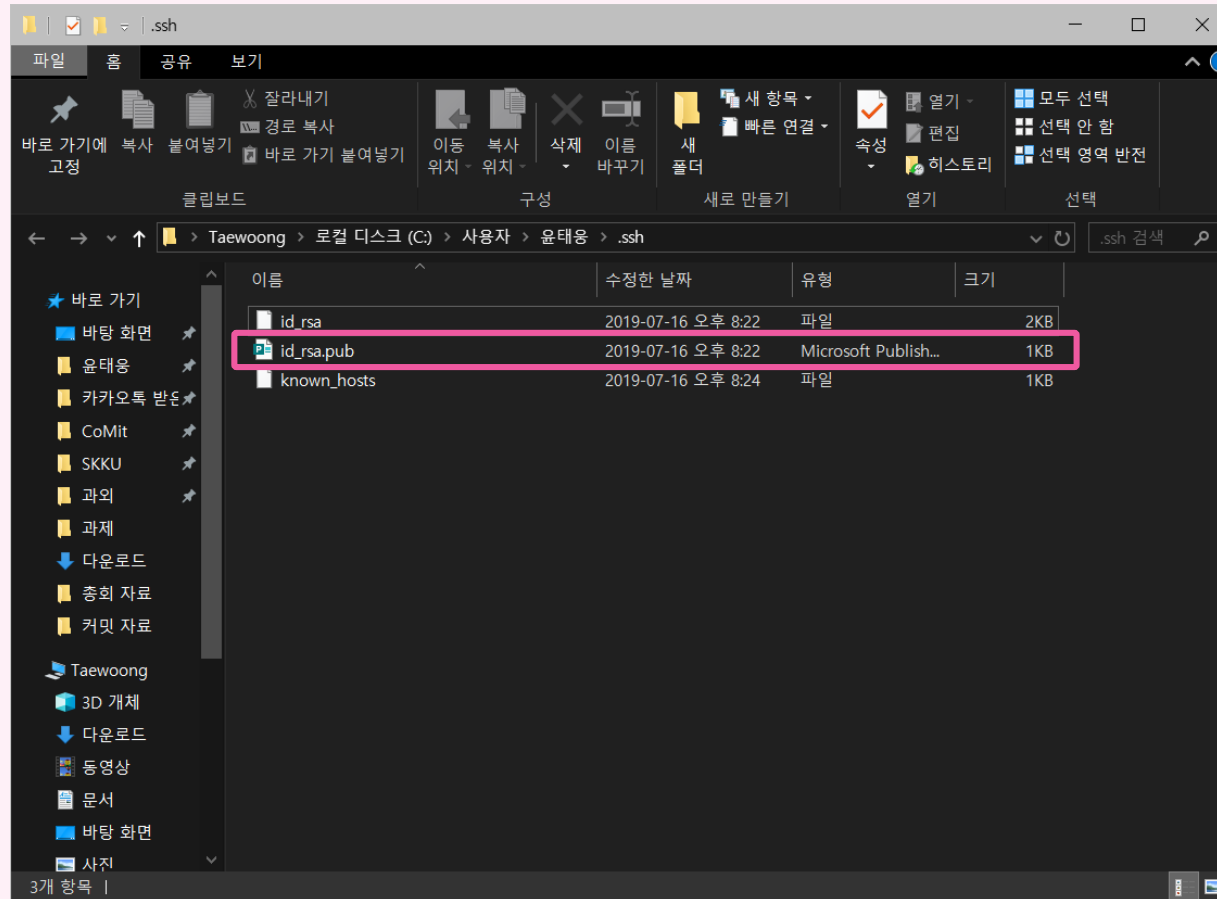 .ssh
파일 홈 공유 보기
바로 가기에 고정
복사
붙여넣기
잘라내기
경로 복사
바로 가기 붙여넣기
클립보드
이동 위치
복사 위치
삭제
이름 바꾸기
구성
새 폴더
새 항목
빠른 연결
새로 만들기
속성
열기
편집
히스토리
열기
모두 선택
선택 안 함
선택 영역 반전
선택
Taewoong > 로컬 디스크 (C:) > 사용자 > 윤태웅 > .ssh
.ssh 검색
이름 수정한 날짜 유형 크기
id_rsa 2019-07-16 오후 8:22 파일 2KB
id_rsa.pub 2019-07-16 오후 8:22 Microsoft Publish... 1KB
known_hosts 2019-07-16 오후 8:24 파일 1KB
바로 가기
바탕 화면
윤태웅
카카오톡 받은
CoMit
SKKU
과외
과제
다운로드
총회 자료
커밋 자료
Taewoong
3D 개체
다운로드
동영상
문서
바탕 화면
사진
3개 항목